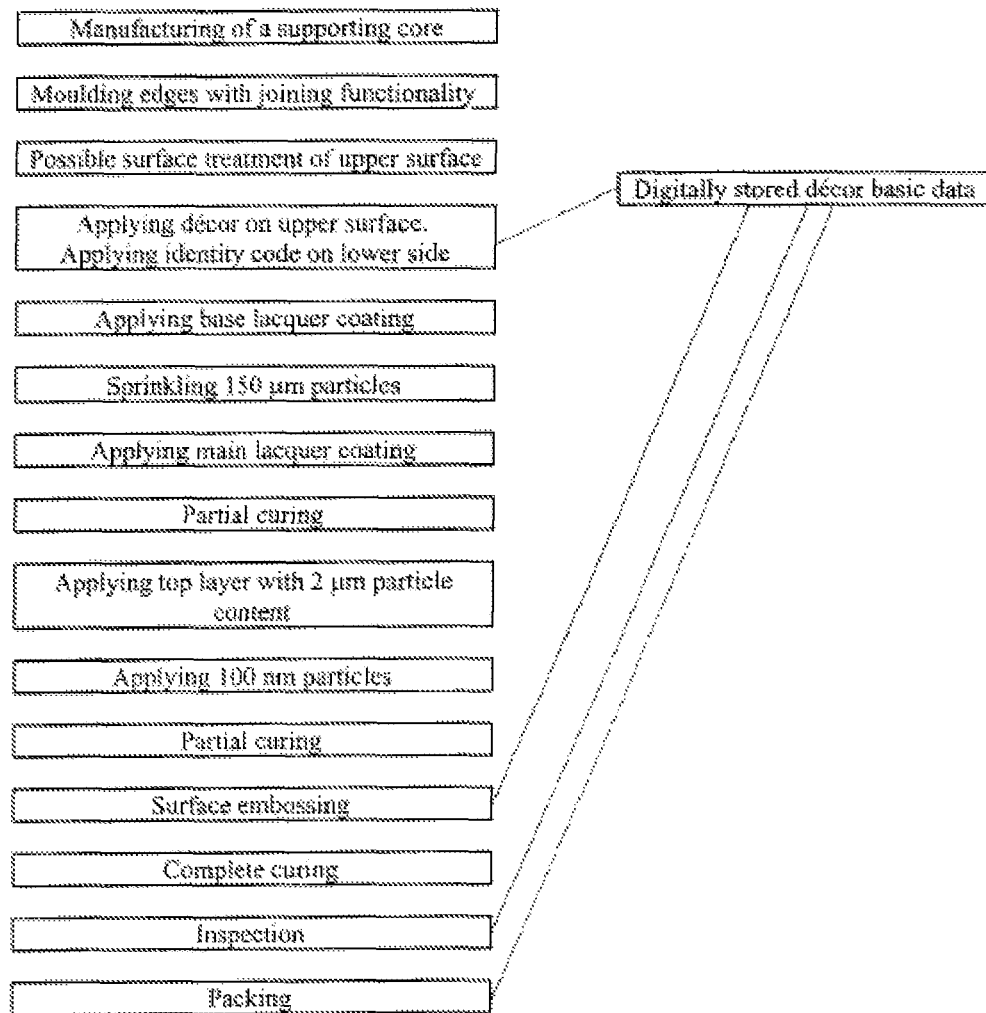 Manufacturing of a supporting core
Moulding edges with joining functionality
Possible surface treatment of upper surface
Digitally stored décor basic data
Applying décor on upper surface.
Applying identity code on lower side
Applying base lacquer coating
Sprinkling 150 µm particles
Applying main lacquer coating
Partial curing
Applying top layer with 2 µm particle
content
Applying 100 nm particles
Partial curing
Surface embossing
Complete curing
Inspection
Packing